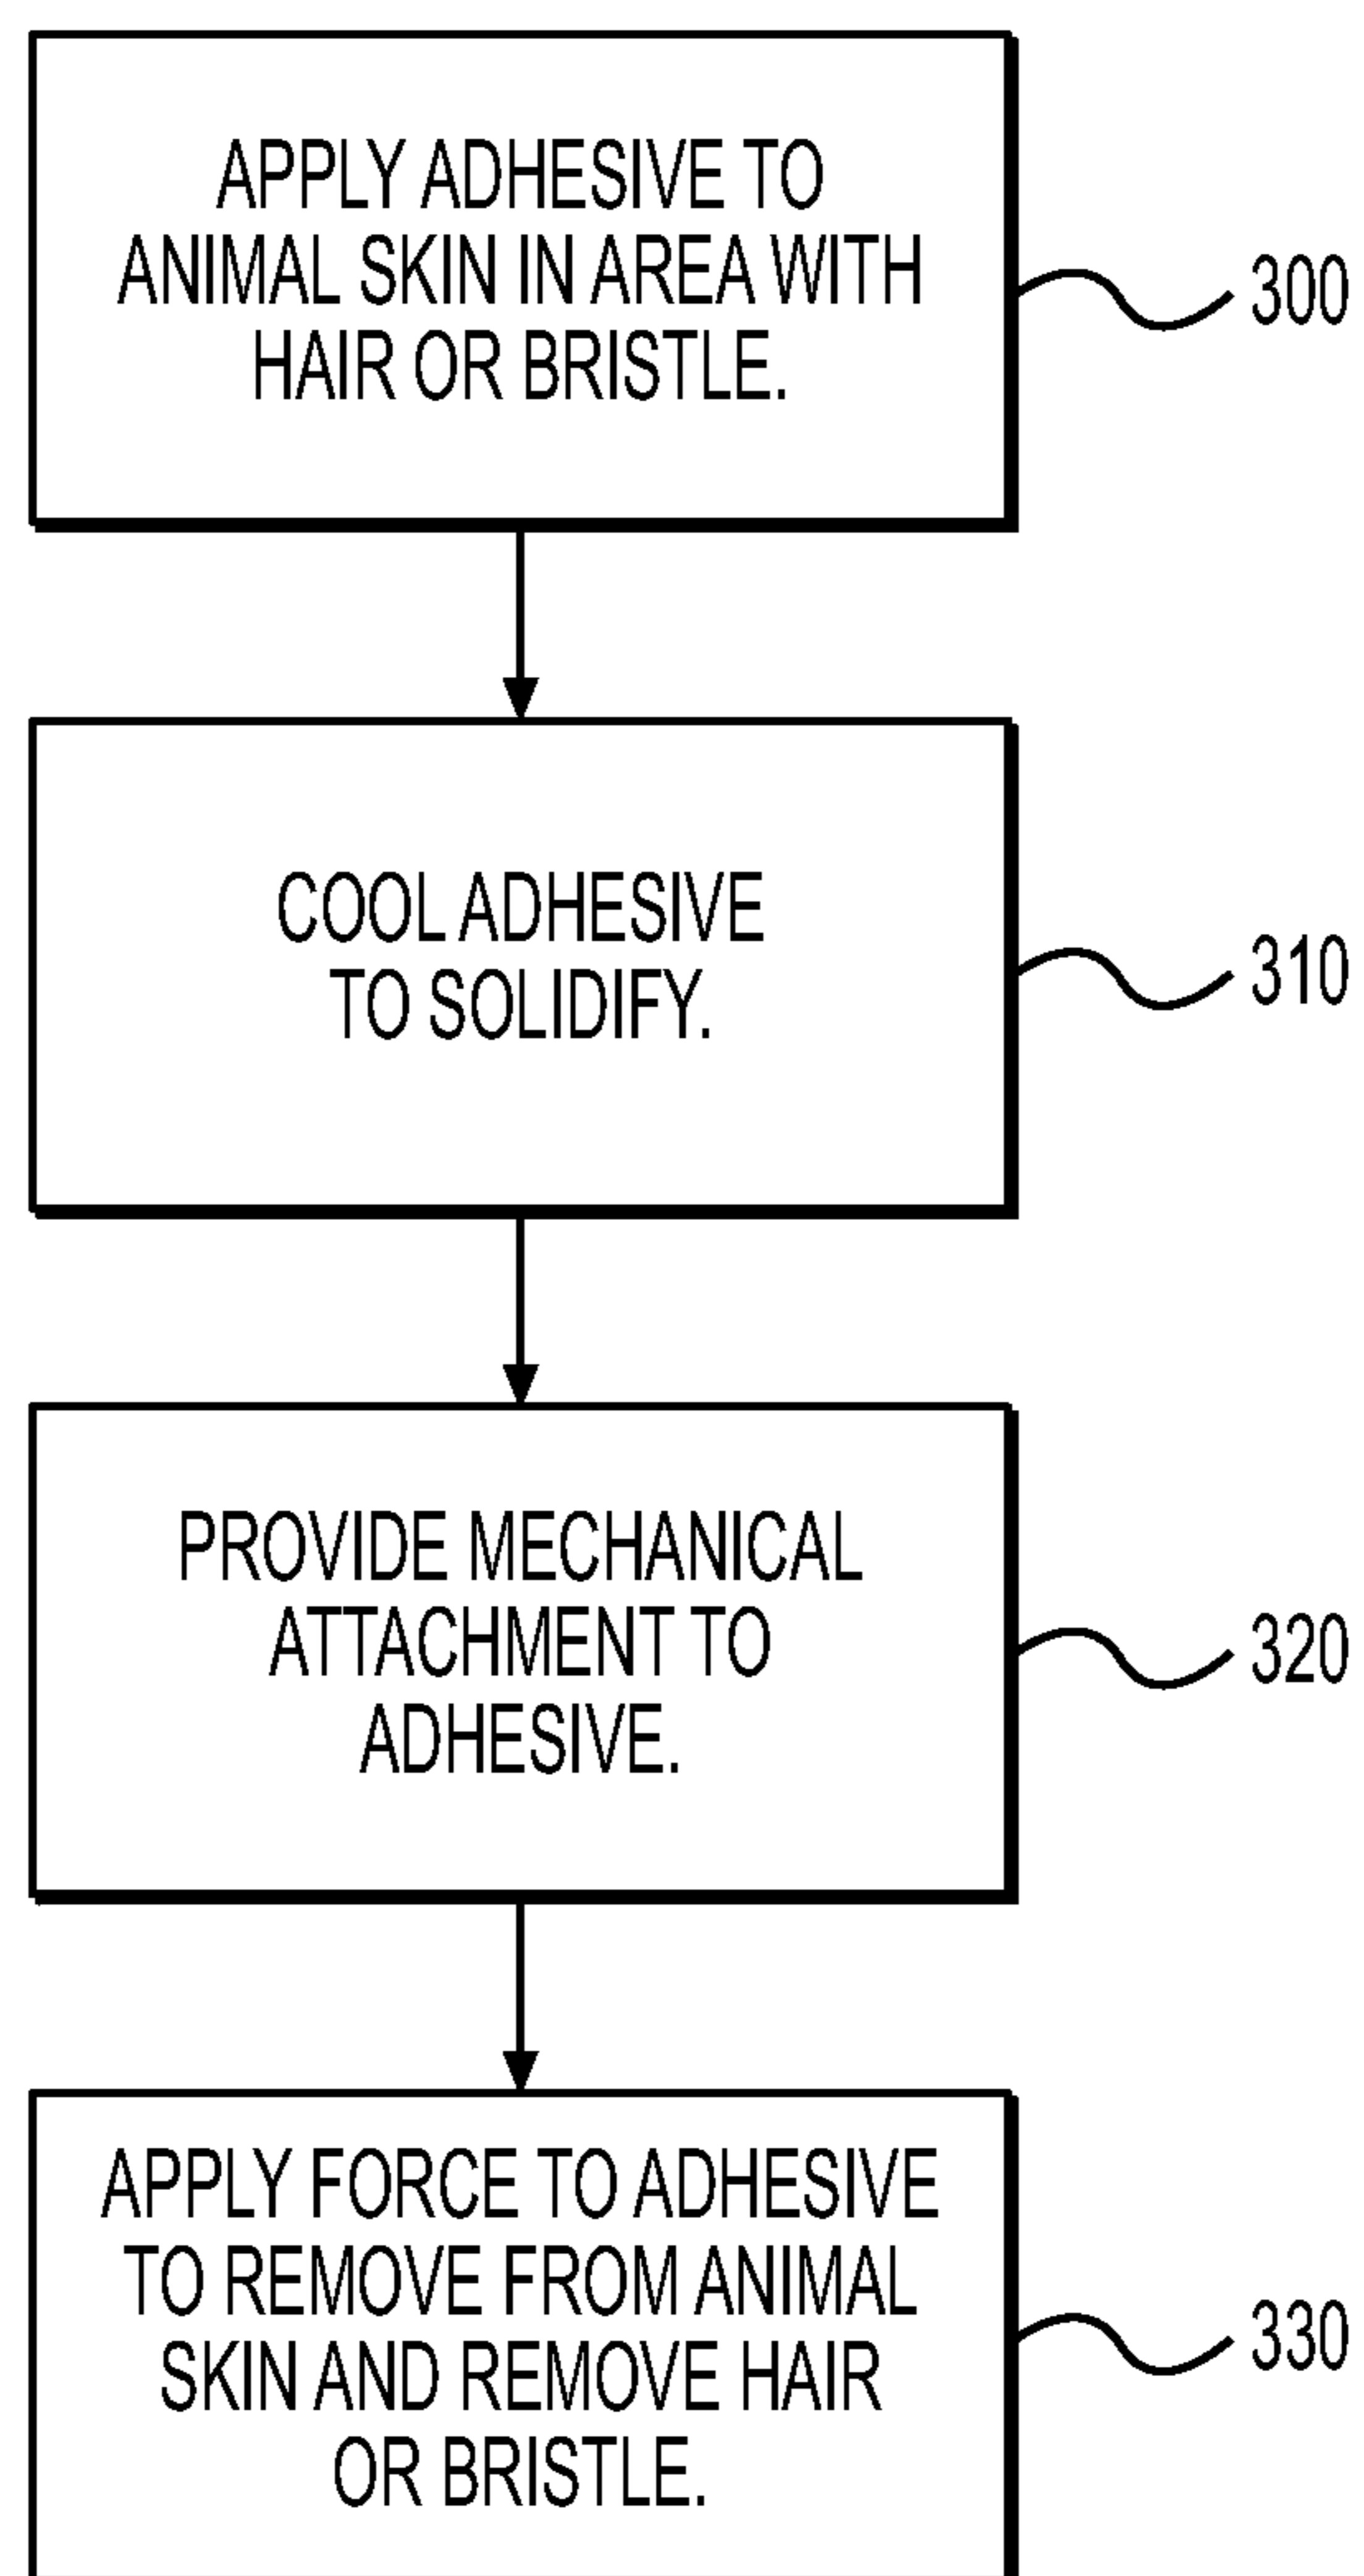 APPLY ADHESIVE TO
ANIMAL SKIN IN AREA WITH
HAIR OR BRISTLE.
300
COOL ADHESIVE
TO SOLIDIFY.
310
PROVIDE MECHANICAL
ATTACHMENT TO
ADHESIVE.
320
APPLY FORCE TO ADHESIVE
TO REMOVE FROM ANIMAL
SKIN AND REMOVE HAIR
OR BRISTLE.
330